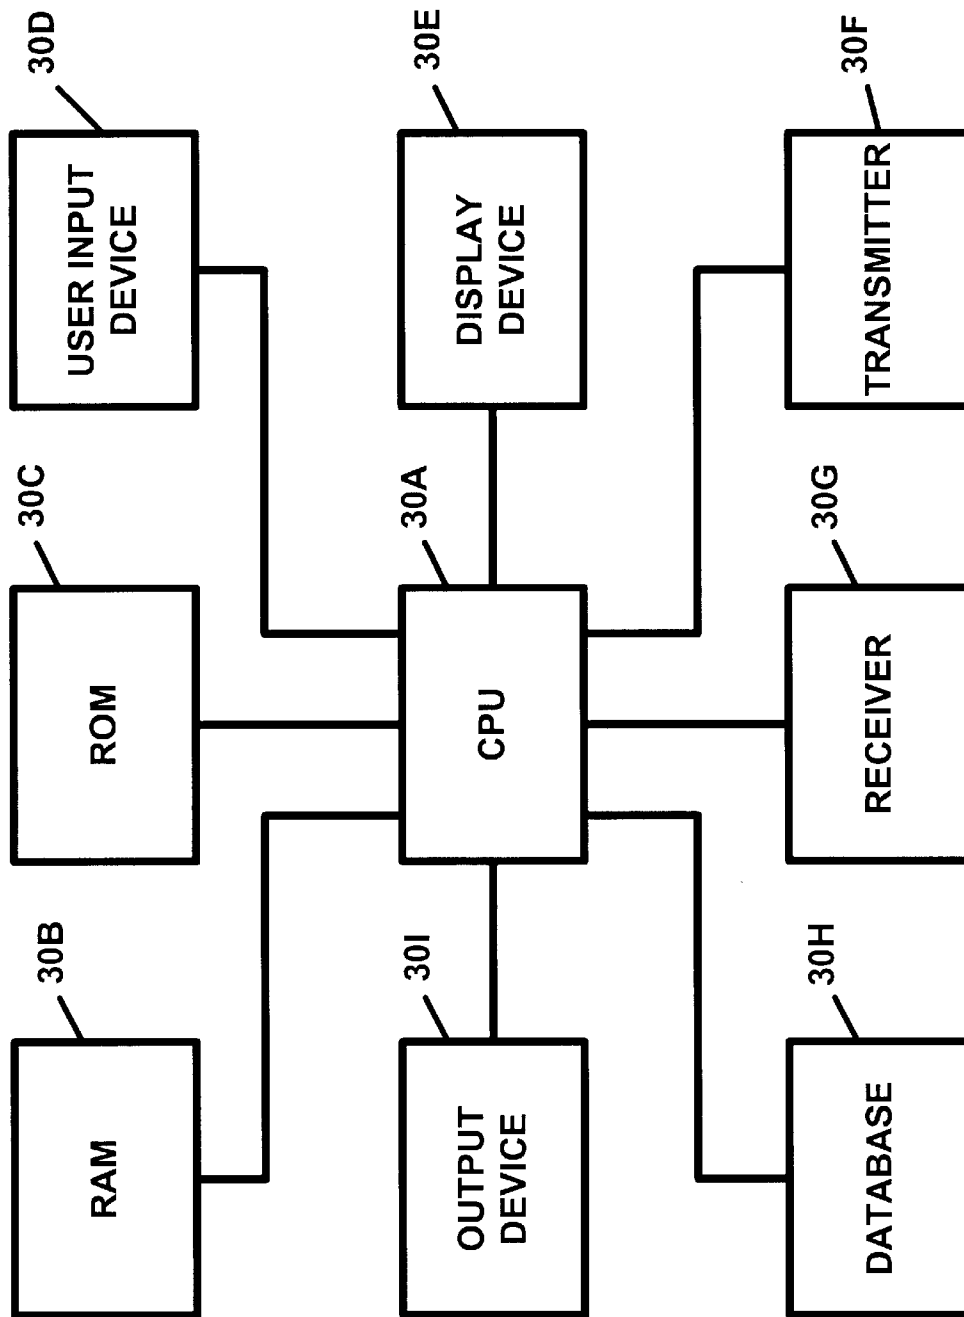 30B
30C
30D
RAM
ROM
USER INPUT
DEVICE
30I
30A
30E
OUTPUT
DEVICE
CPU
DISPLAY
DEVICE
30H
30G
30F
DATABASE
RECEIVER
TRANSMITTER